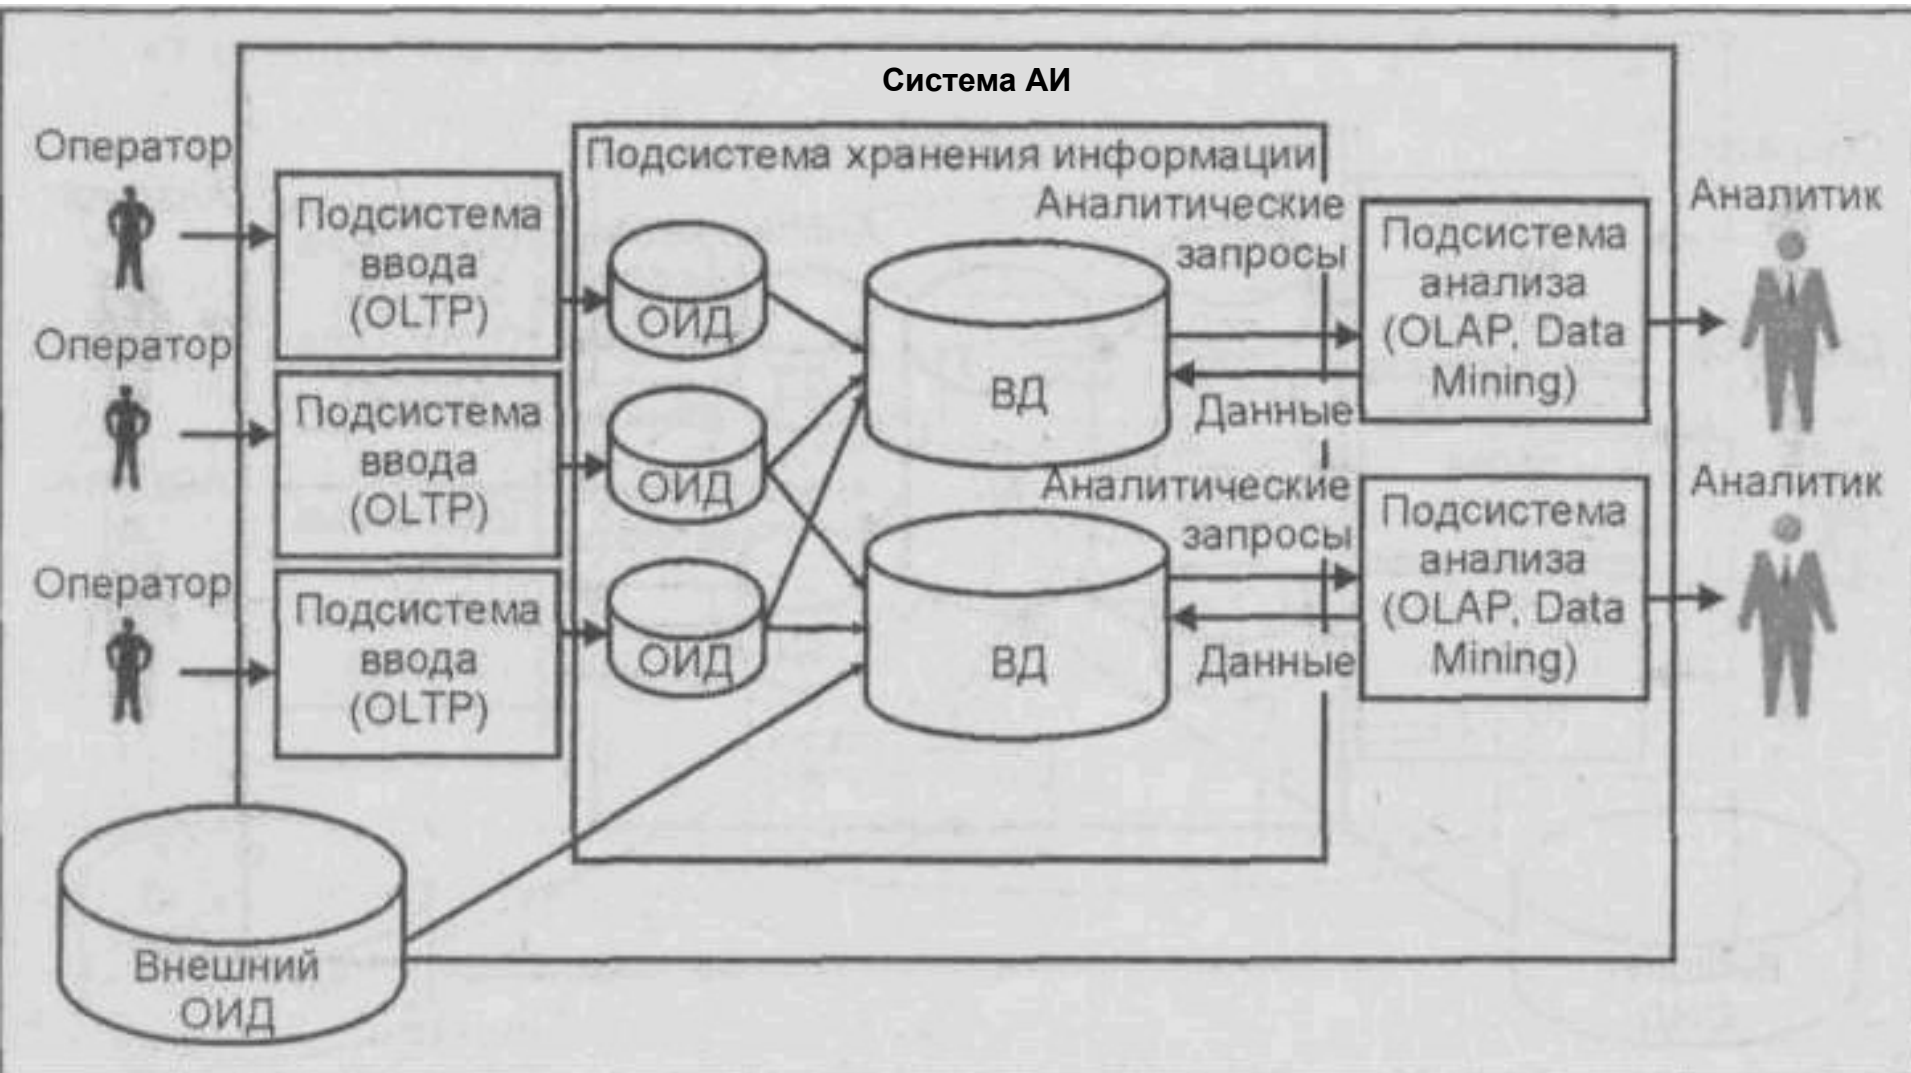 Система АИ
Оператор
Подсистема
ввода
(OLTP)
Оператор
Подсистема
ввода
(OLTP)
Оператор
Подсистема
ввода
(OLTP)
Внешний
ОИД
Подсистема хранения информации
ОИД
ОИД
ОИД
ВД
ВД
Аналитические
запросы
Данные
Аналитические
запросы
Данные
Подсистема
анализа
(OLAP, Data
Mining)
Подсистема
анализа
(OLAP, Data
Mining)
Аналитик
Аналитик